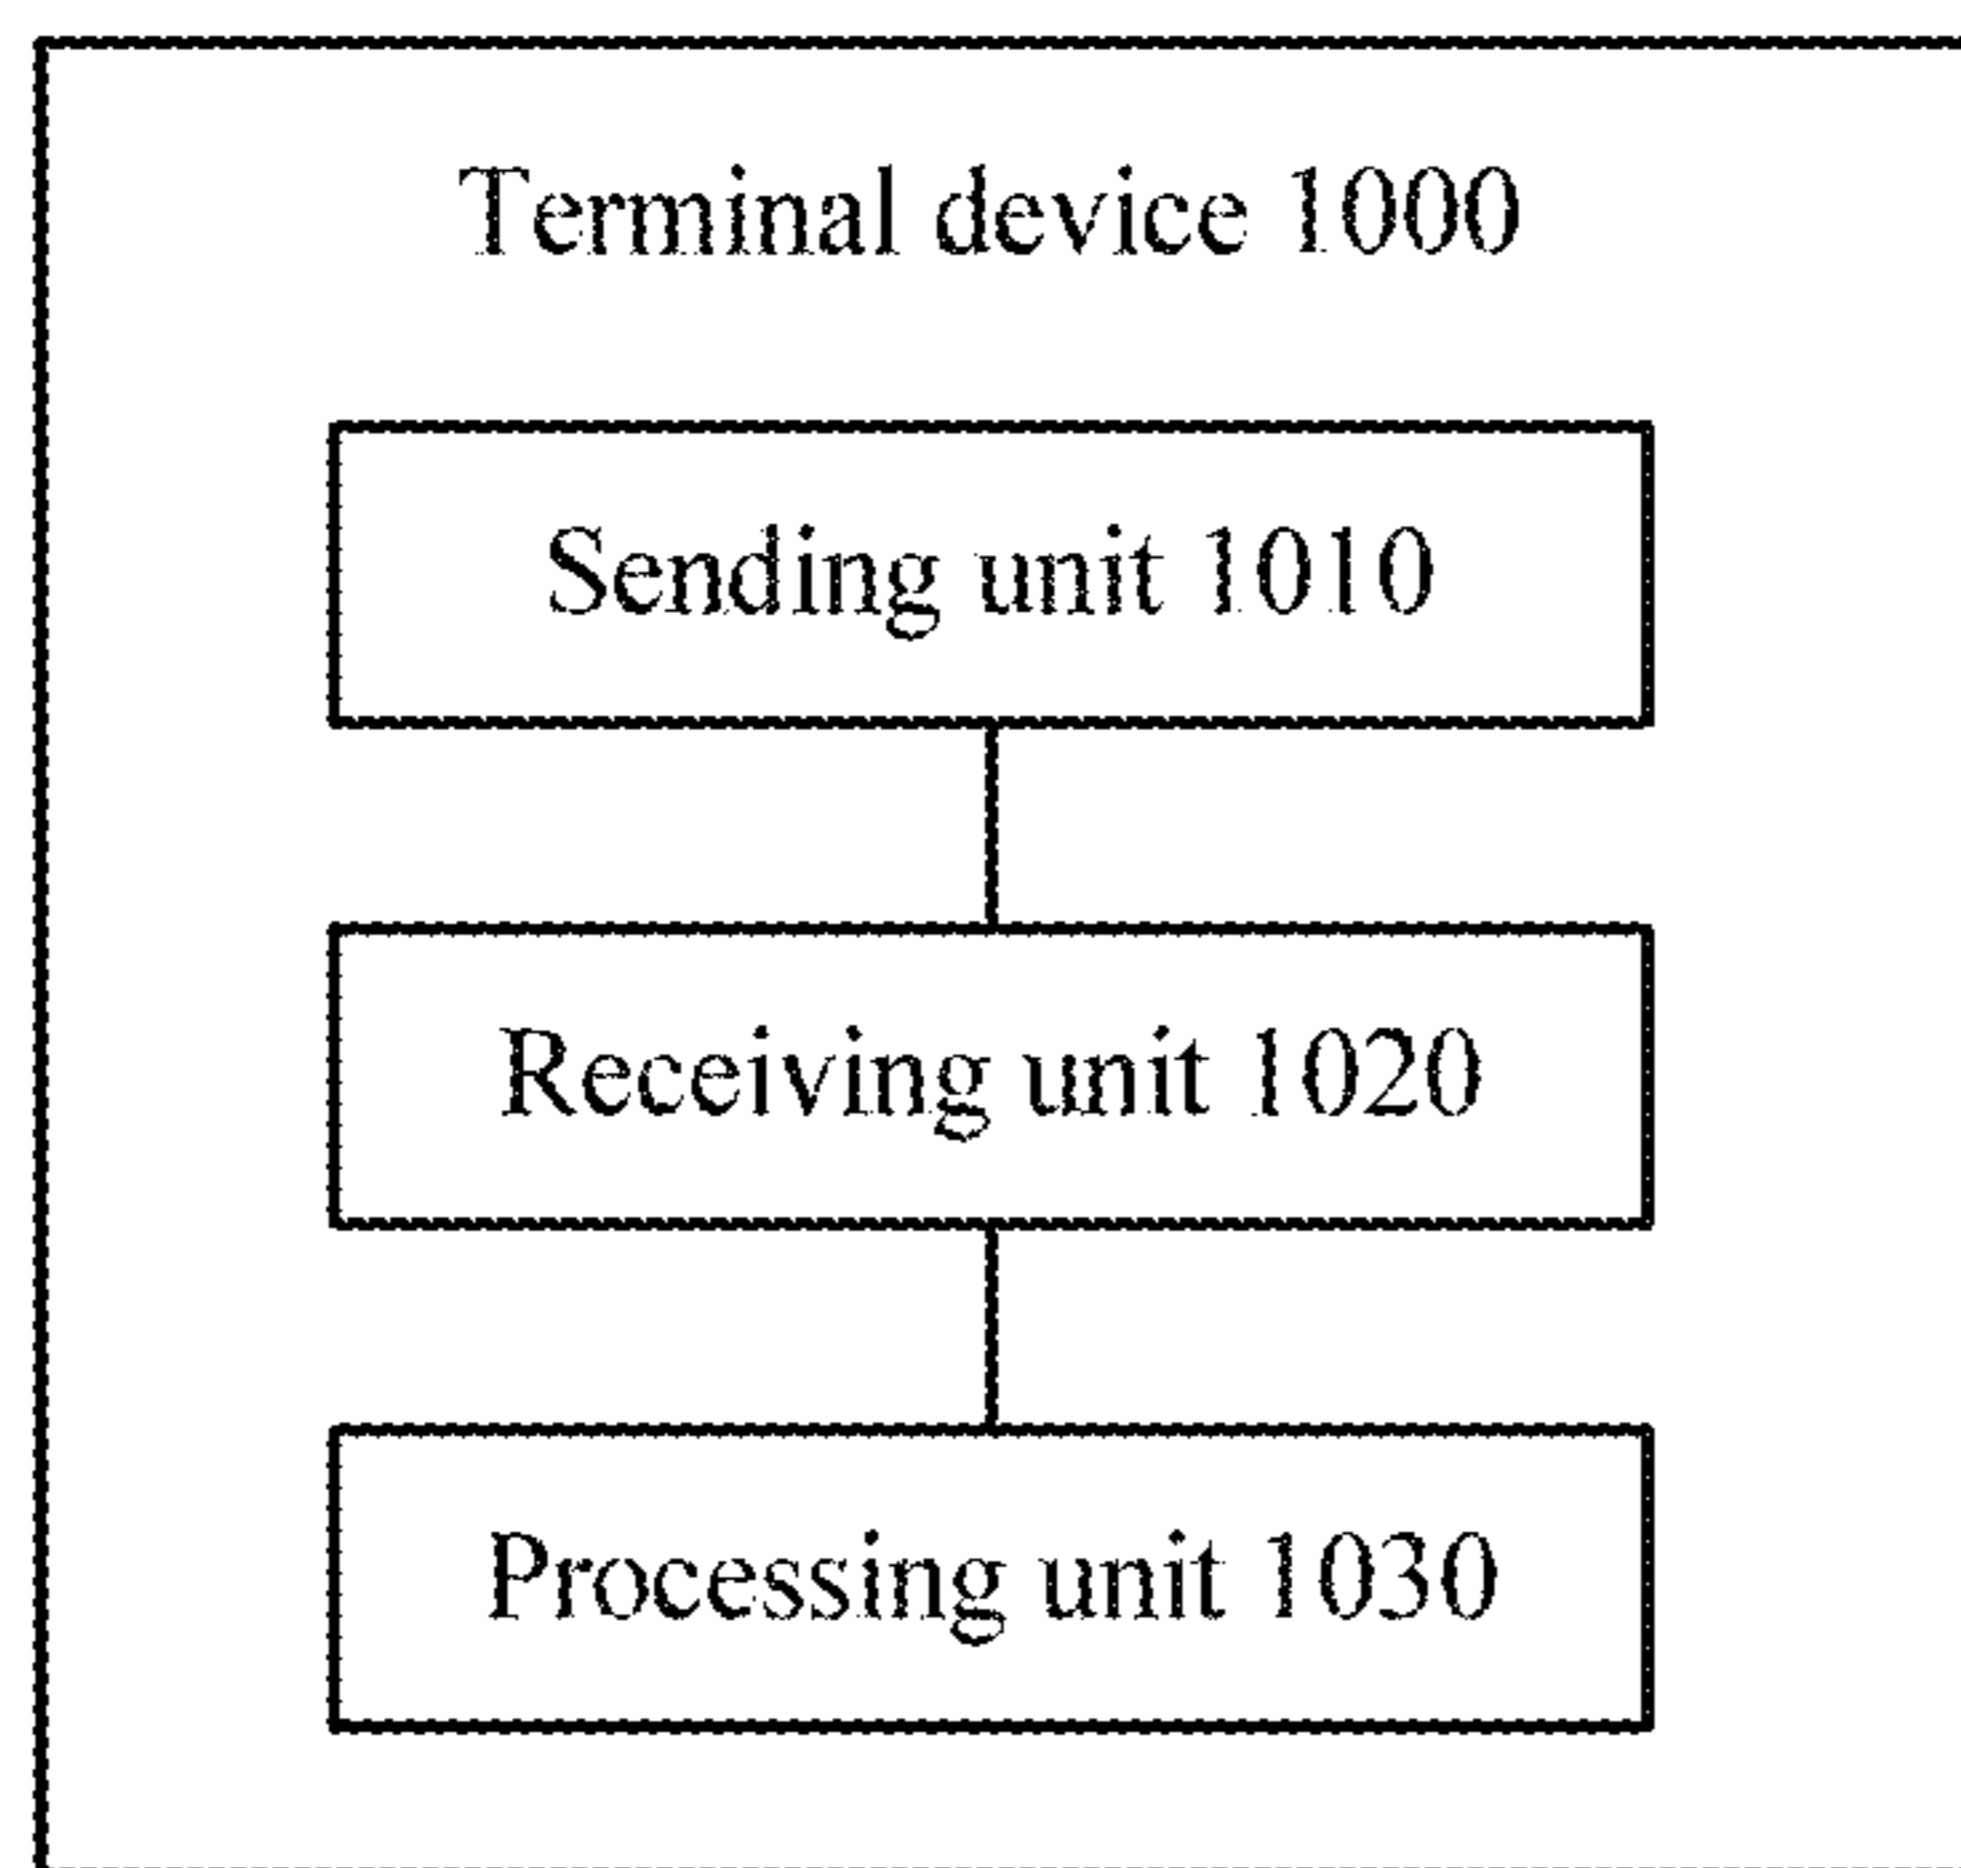 Terminal device 1000
Sending unit 1010
Receiving unit 1020
Processing unit 1030